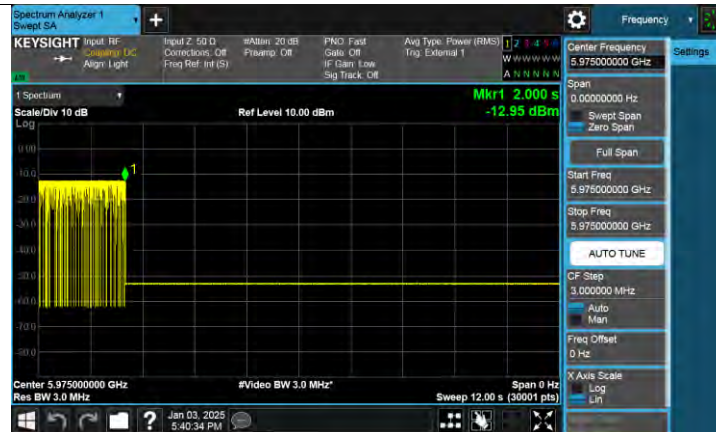 Spectrum Analyzer 1
Swept SA
+
Frequency
KEYSIGHT
Input: RF
Coupling: DC
Align: Light
Input Z: 50 Ω
Corrections: Off
Freq Ref: Int (S)
#Atten: 20 dB
Preamp: Off
PNO: Fast
Gate: Off
IF Gain: Low
Sig Track: Off
Avg Type: Power (RMS)
Trig: External 1
1 2 3 4 5 6
W W W W W W
A N N N N N
1 Spectrum
Scale/Div 10 dB
Log
Ref Level 10.00 dBm
Mkr1 2.000 s
-12.95 dBm
0.00
-10.0
-20.0
-30.0
-40.0
-50.0
-60.0
-70.0
-80.0
1
Center 5.975000000 GHz
Res BW 3.0 MHz
#Video BW 3.0 MHz*
Span 0 Hz
Sweep 12.00 s (30001 pts)
Center Frequency
5.975000000 GHz
Settings
Span
0.00000000 Hz
Swept Span
Zero Span
Full Span
Start Freq
5.975000000 GHz
Stop Freq
5.975000000 GHz
AUTO TUNE
CF Step
3.000000 MHz
Auto
Man
Freq Offset
0 Hz
X Axis Scale
Log
Lin
?
Jan 03, 2025
5:40:34 PM